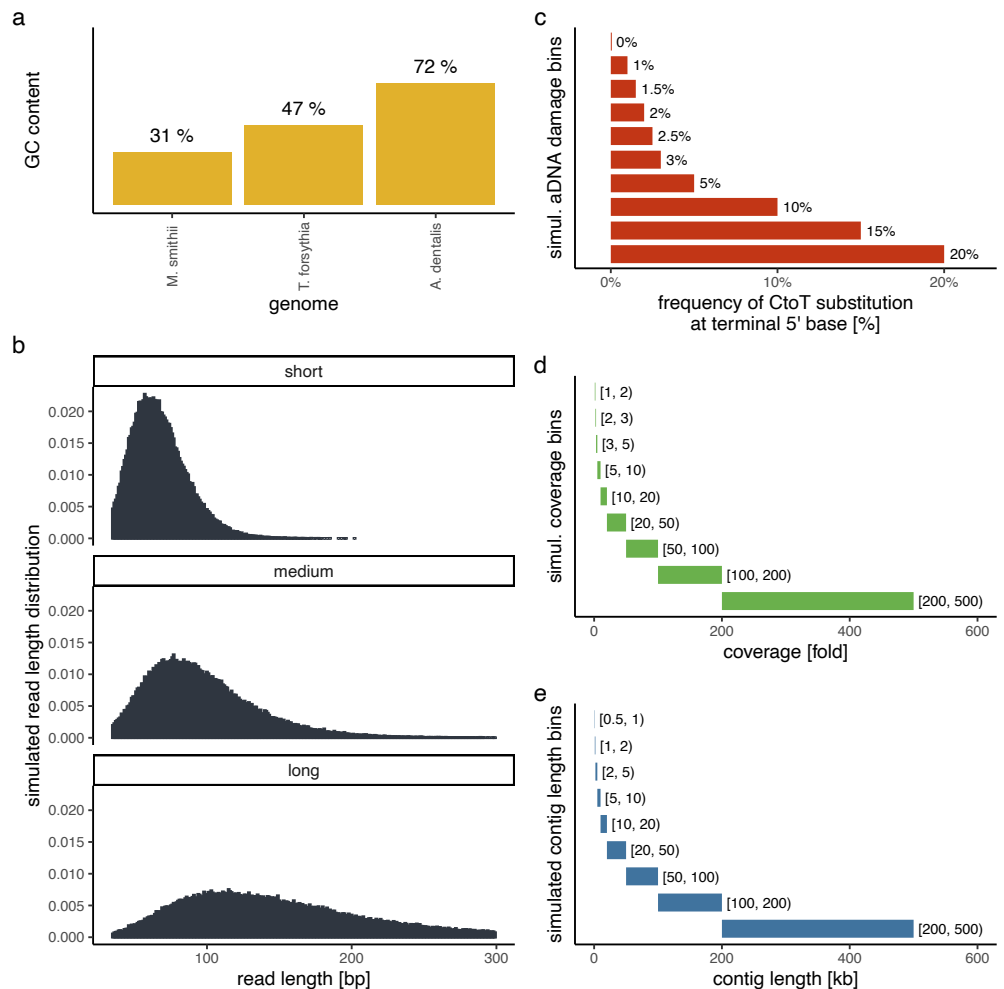 a
GC content
31 %
47 %
72 %
M. smithii
T. forsythia
A. dentalis
genome
b
simulated read length distribution
short
0.020
0.015
0.010
0.005
0.000
medium
0.020
0.015
0.010
0.005
0.000
long
0.020
0.015
0.010
0.005
0.000
100
200
300
read length [bp]
c
simul. aDNA damage bins
0%
1%
1.5%
2%
2.5%
3%
5%
10%
15%
20%
0%
10%
20%
frequency of CtoT substitution
at terminal 5' base [%]
d
simul. coverage bins
[1, 2)
[2, 3)
[3, 5)
[5, 10)
[10, 20)
[20, 50)
[50, 100)
[100, 200)
[200, 500)
0
200
400
600
coverage [fold]
e
simulated contig length bins
[0.5, 1)
[1, 2)
[2, 5)
[5, 10)
[10, 20)
[20, 50)
[50, 100)
[100, 200)
[200, 500)
0
200
400
600
contig length [kb]